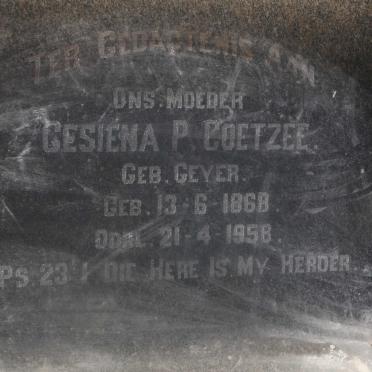 TER GEDAGTENIS AAN
ONS MOEDER
GESIENA P. COETZEE.
GEB. GEYER.
GEB. 13-6-1868
OORL. 21-4-1958.
PS. 23:1 DIE HERE IS MY HERDER.